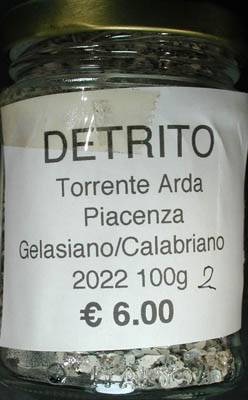 DETRITO
Torrente Arda
Piacenza
Gelasiano/Calabriano
2022 100g 2
€ 6.00